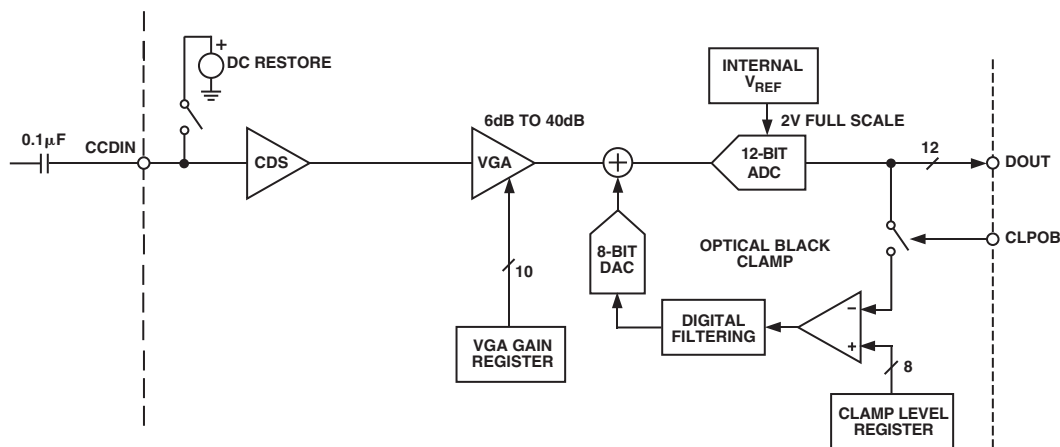 +
DC RESTORE
0.1μF
CCDIN
CDS
6dB TO 40dB
VGA
10
VGA GAIN
REGISTER
+
8-BIT
DAC
INTERNAL
VREF
2V FULL SCALE
12-BIT
ADC
12
DOUT
CLPOB
OPTICAL BLACK
CLAMP
DIGITAL
FILTERING
–
+
8
CLAMP LEVEL
REGISTER